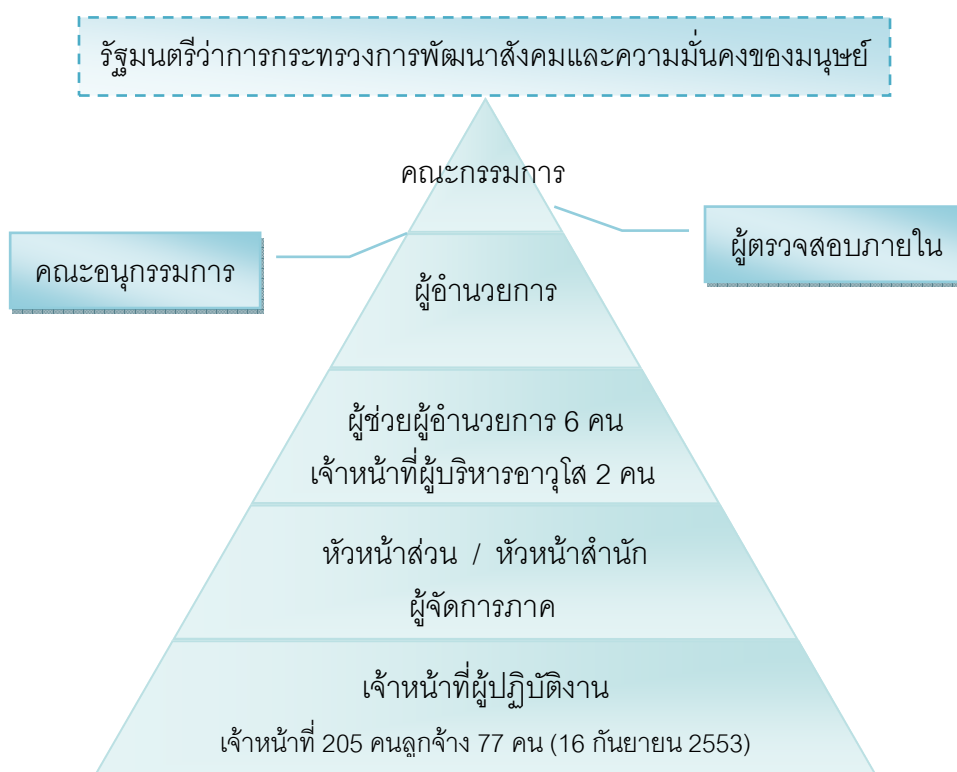 รัฐมนตรีว่าการกระทรวงการพัฒนาสังคมและความมั่นคงของมนุษย์
คณะกรรมการ
คณะอนุกรรมการ
ผู้ตรวจสอบภายใน
ผู้อำนวยการ
ผู้ช่วยผู้อำนวยการ 6 คน
เจ้าหน้าที่ผู้บริหารอาวุโส 2 คน
หัวหน้าส่วน / หัวหน้าสำนัก
ผู้จัดการภาค
เจ้าหน้าที่ผู้ปฏิบัติงาน
เจ้าหน้าที่ 205 คนลูกจ้าง 77 คน (16 กันยายน 2553)